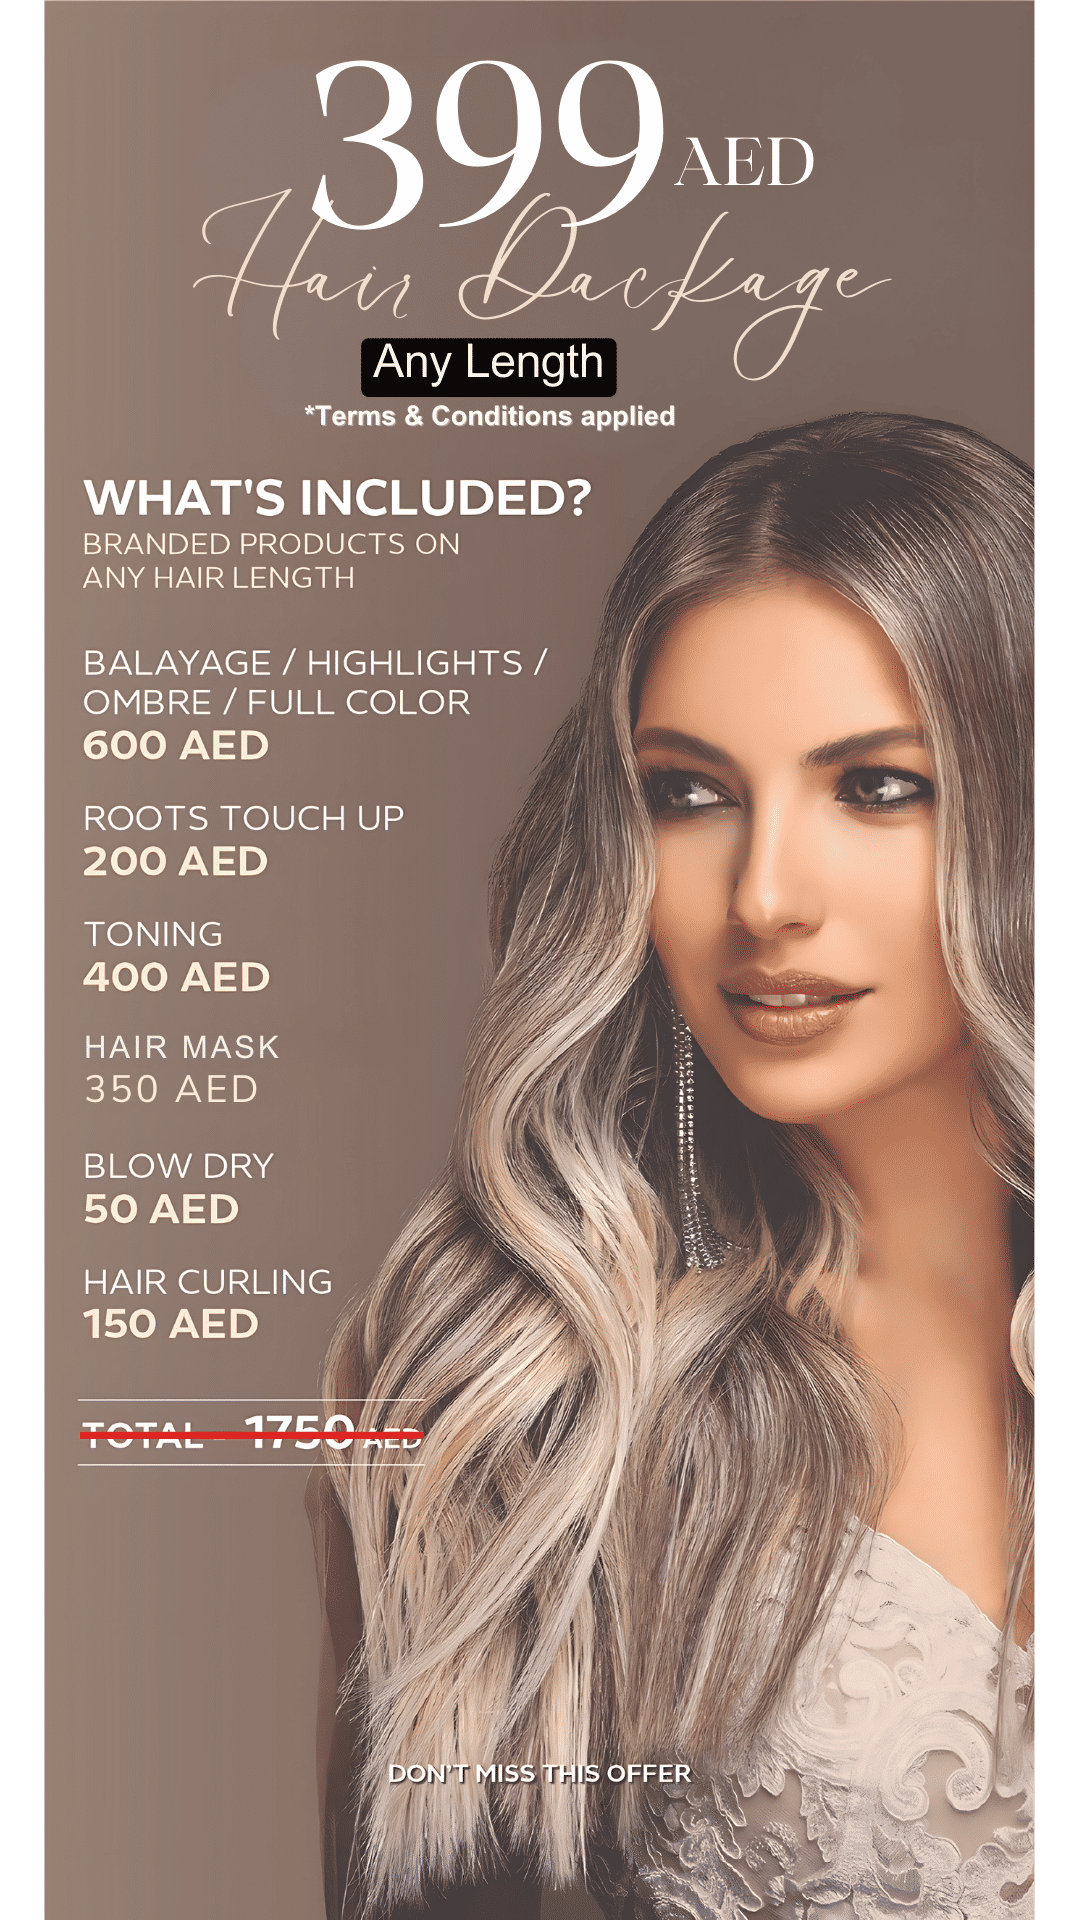 399 AED
Hair Package
Any Length
*Terms & Conditions applied
WHAT'S INCLUDED?
BRANDED PRODUCTS ON
ANY HAIR LENGTH
BALAYAGE / HIGHLIGHTS /
OMBRE / FULL COLOR
600 AED
ROOTS TOUCH UP
200 AED
TONING
400 AED
HAIR MASK
350 AED
BLOW DRY
50 AED
HAIR CURLING
150 AED
TOTAL - 1750 AED
DON'T MISS THIS OFFER